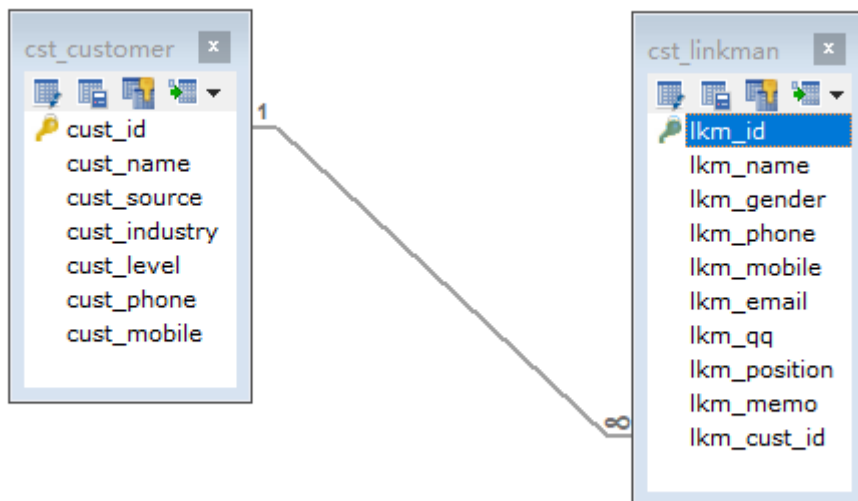 cst_customer
cust_id
cust_name
cust_source
cust_industry
cust_level
cust_phone
cust_mobile
1
∞
cst_linkman
lkm_id
lkm_name
lkm_gender
lkm_phone
lkm_mobile
lkm_email
lkm_qq
lkm_position
lkm_memo
lkm_cust_id